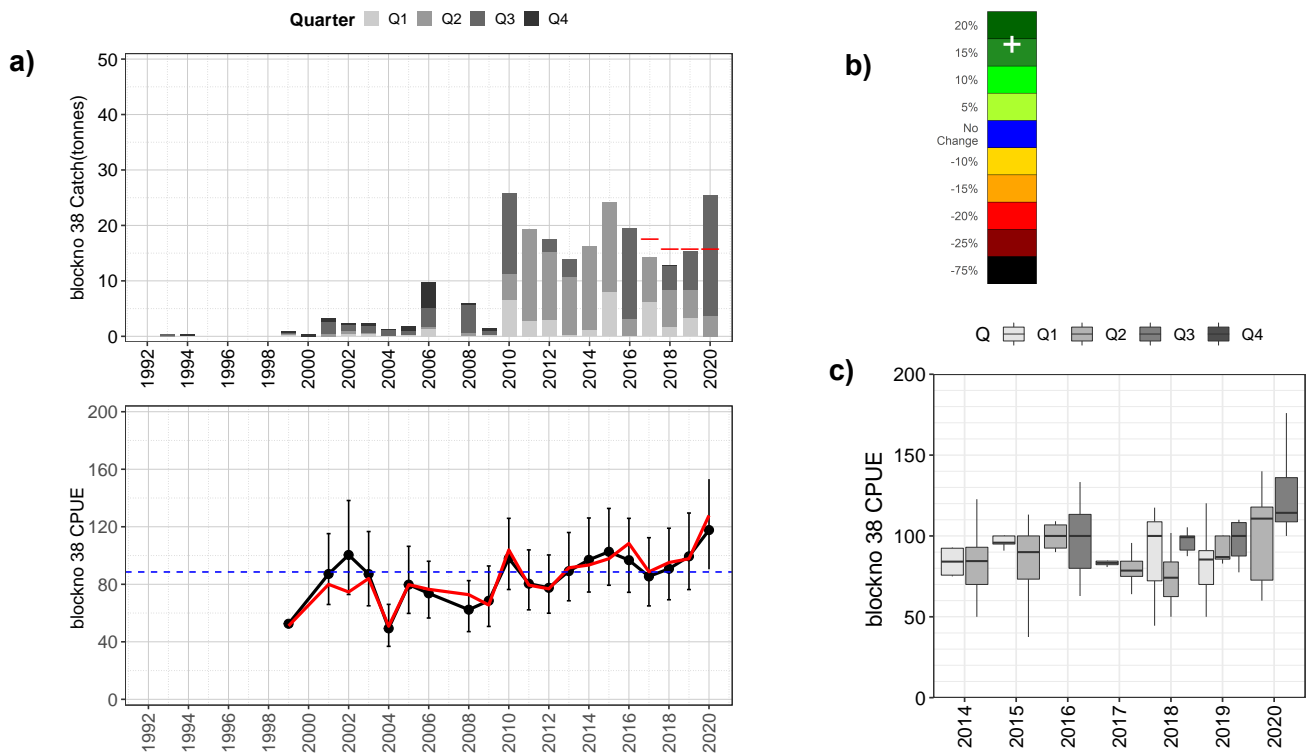 Quarter Q1 Q2 Q3 Q4
a)
blockno 38 Catch(tonnes)
50
40
30
20
10
0
1992 1994 1996 1998 2000 2002 2004 2006 2008 2010 2012 2014 2016 2018 2020
blockno 38 CPUE
200
160
120
80
40
0
1992 1994 1996 1998 2000 2002 2004 2006 2008 2010 2012 2014 2016 2018 2020
b)
20%
15%
10%
5%
No
Change
-10%
-15%
-20%
-25%
-75%
Q Q1 Q2 Q3 Q4
c)
blockno 38 CPUE
200
150
100
50
0
2014 2015 2016 2017 2018 2019 2020